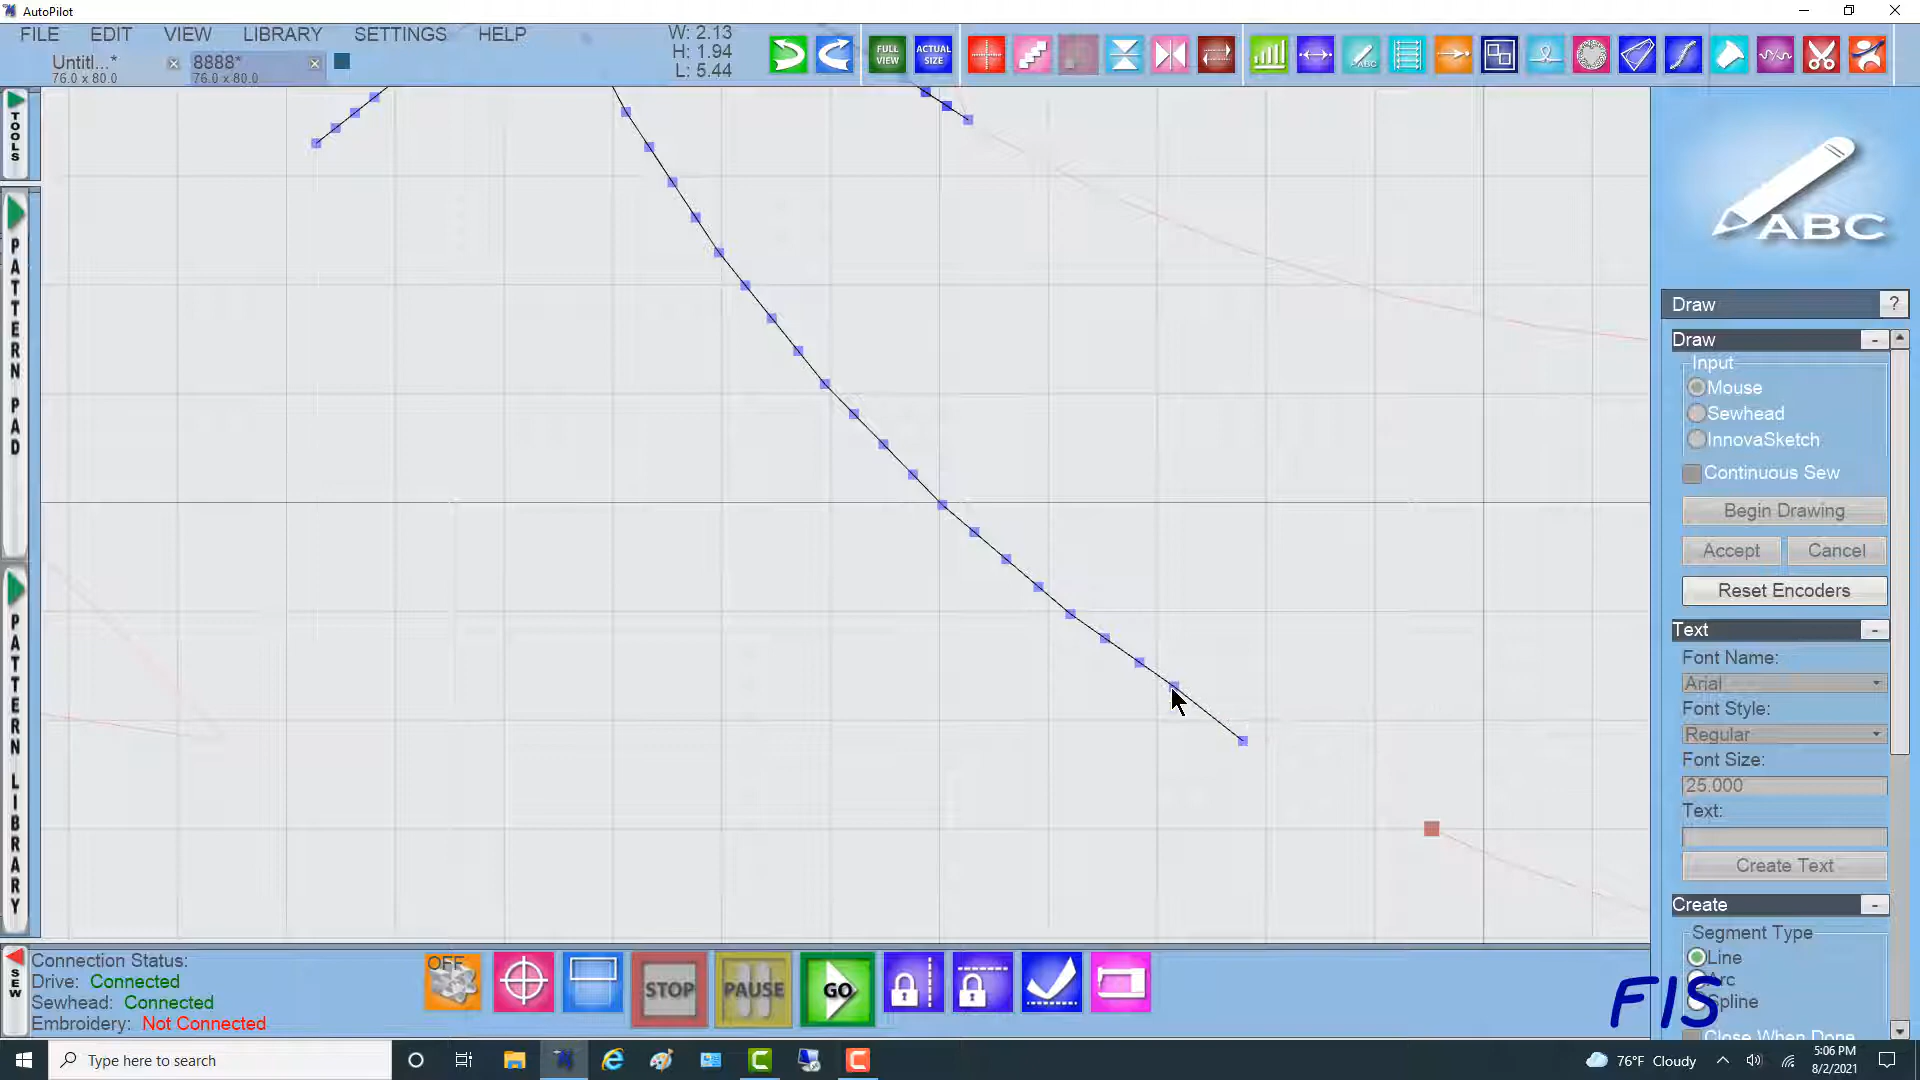 AutoPilot
FILE EDIT VIEW LIBRARY SETTINGS HELP
W: 2.13
H: 1.94
L: 5.44
Untitl...*
76.0 x 80.0
8888*
76.0 x 80.0
FULL VIEW
ACTUAL SIZE
ABC
TOOLS
PATTERN PAD
PATTERN LIBRARY
SEW
ABC
Draw ?
Draw
Input
Mouse
Sewhead
InnovaSketch
Continuous Sew
Begin Drawing
Accept Cancel
Reset Encoders
Text
Font Name:
Arial
Font Style:
Regular
Font Size:
25.000
Text:
Create Text
Create
Segment Type
Line
Arc
Spline
Close When Done
FIS
Connection Status:
Drive: Connected
Sewhead: Connected
Embroidery: Not Connected
OFF
STOP
PAUSE
GO
Type here to search
76°F Cloudy
5:06 PM
8/2/2021